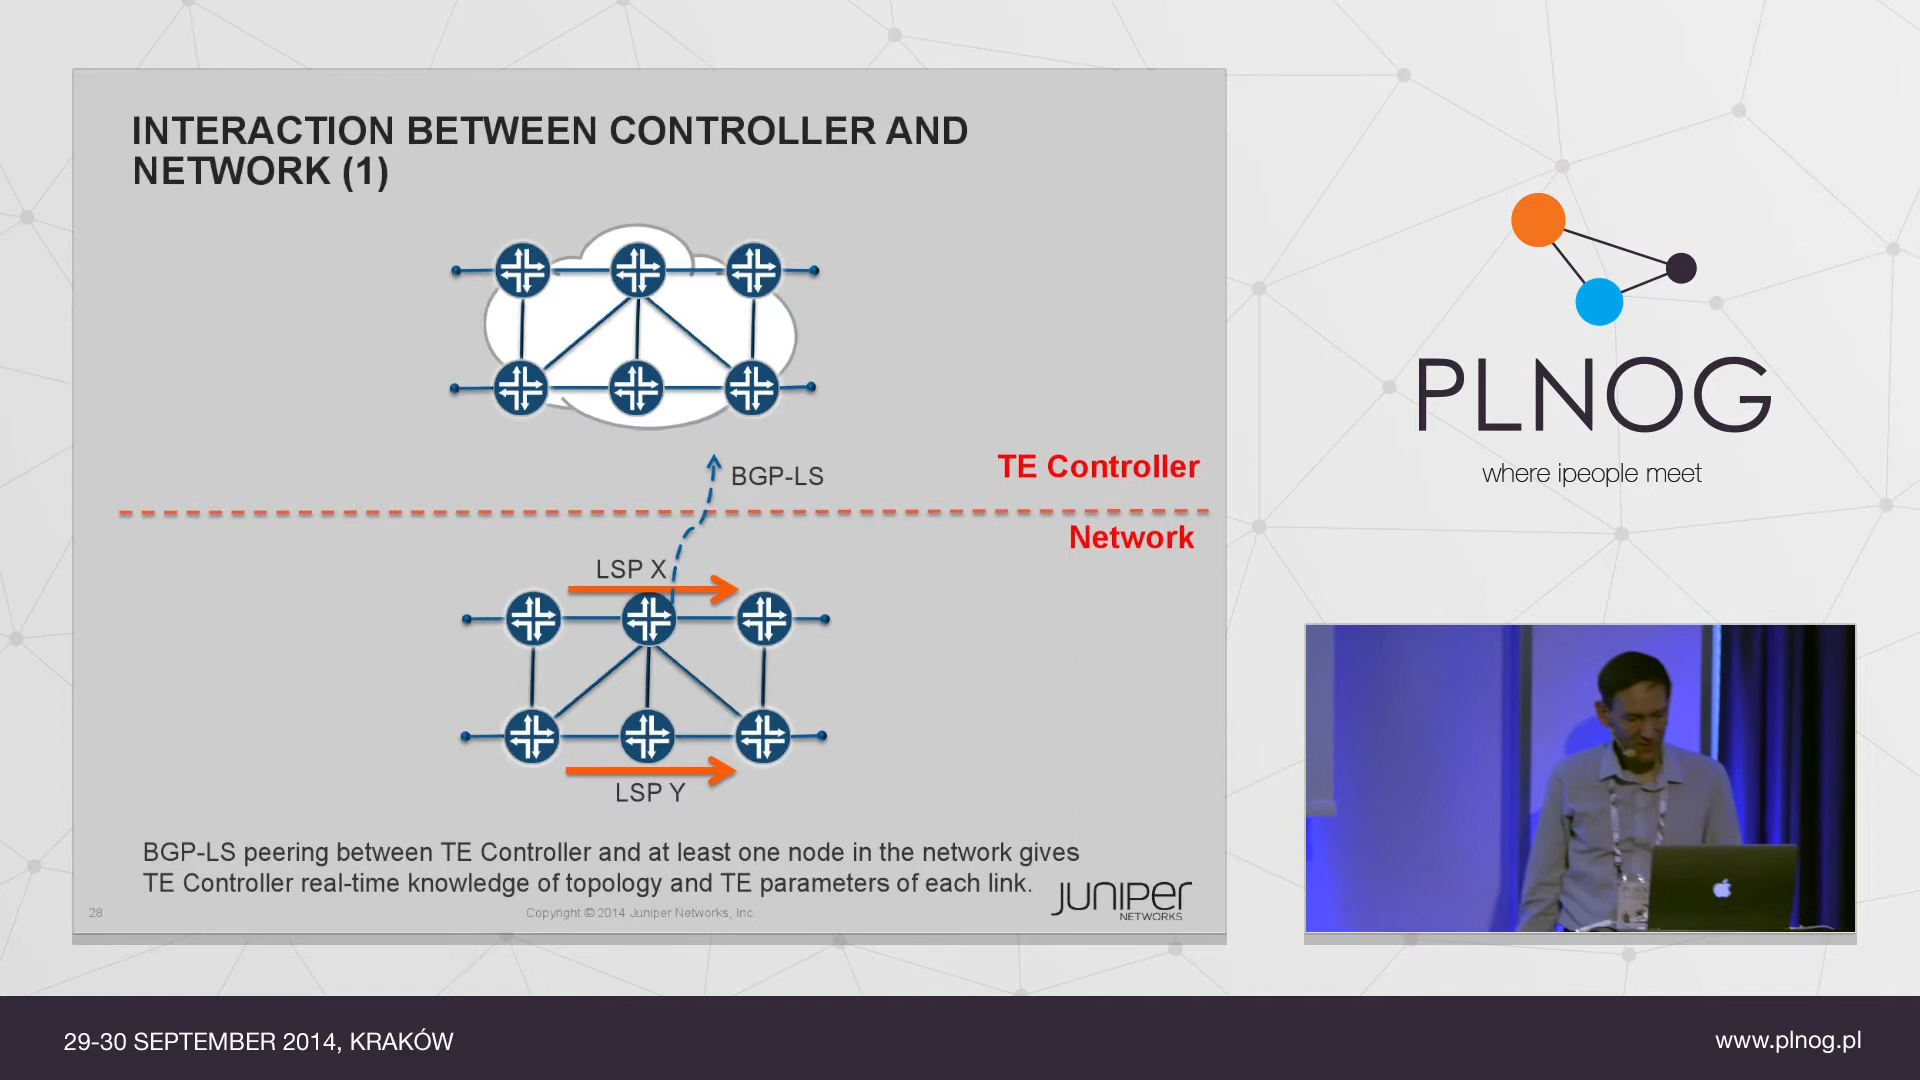 INTERACTION BETWEEN CONTROLLER AND
NETWORK (1)
BGP-LS
TE Controller
Network
LSP X
LSP Y
BGP-LS peering between TE Controller and at least one node in the network gives
TE Controller real-time knowledge of topology and TE parameters of each link.
28
Copyright © 2014 Juniper Networks, Inc.
JUNIPER
NETWORKS
PLNOG
where ipeople meet
29-30 SEPTEMBER 2014, KRAKÓW
www.plnog.pl